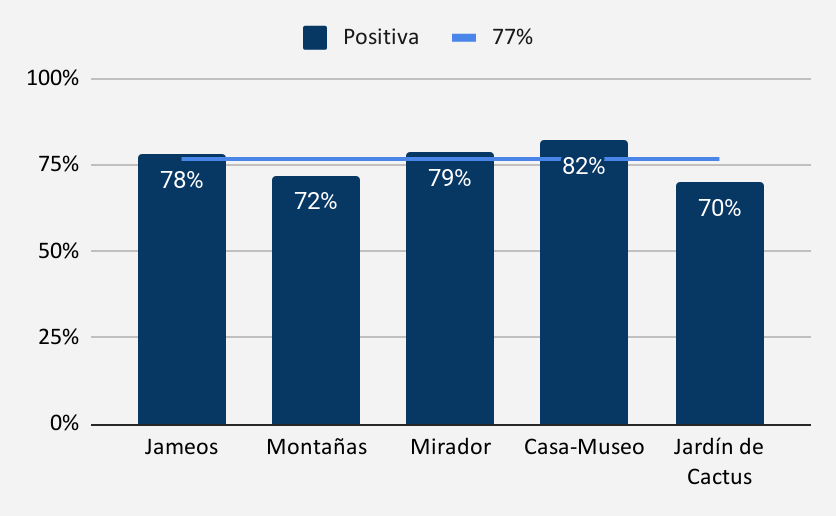 Positiva 77%
100%
75%
50%
25%
0%
78%
72%
79%
82%
70%
Jameos
Montañas
Mirador
Casa-Museo
Jardín de
Cactus